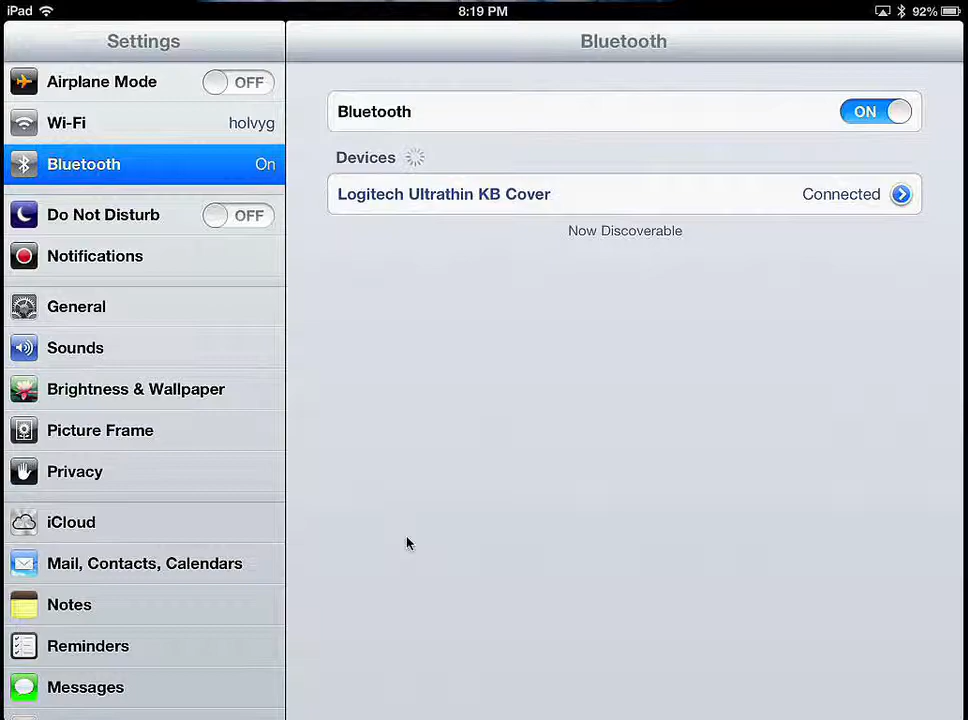 iPad 8:19 PM 92%
Settings
Airplane Mode OFF
Wi-Fi holvyg
Bluetooth On
Do Not Disturb OFF
Notifications
General
Sounds
Brightness & Wallpaper
Picture Frame
Privacy
iCloud
Mail, Contacts, Calendars
Notes
Reminders
Messages
Bluetooth
Bluetooth ON
Devices
Logitech Ultrathin KB Cover Connected
Now Discoverable